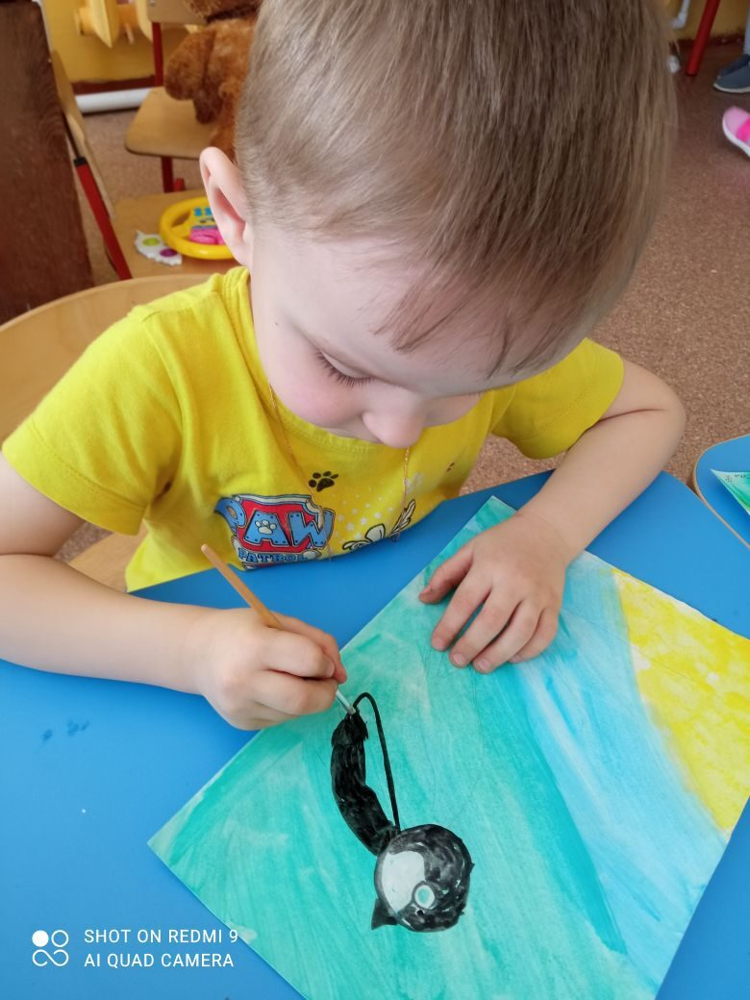 PAW
PATROL
SHOT ON REDMI 9
AI QUAD CAMERA